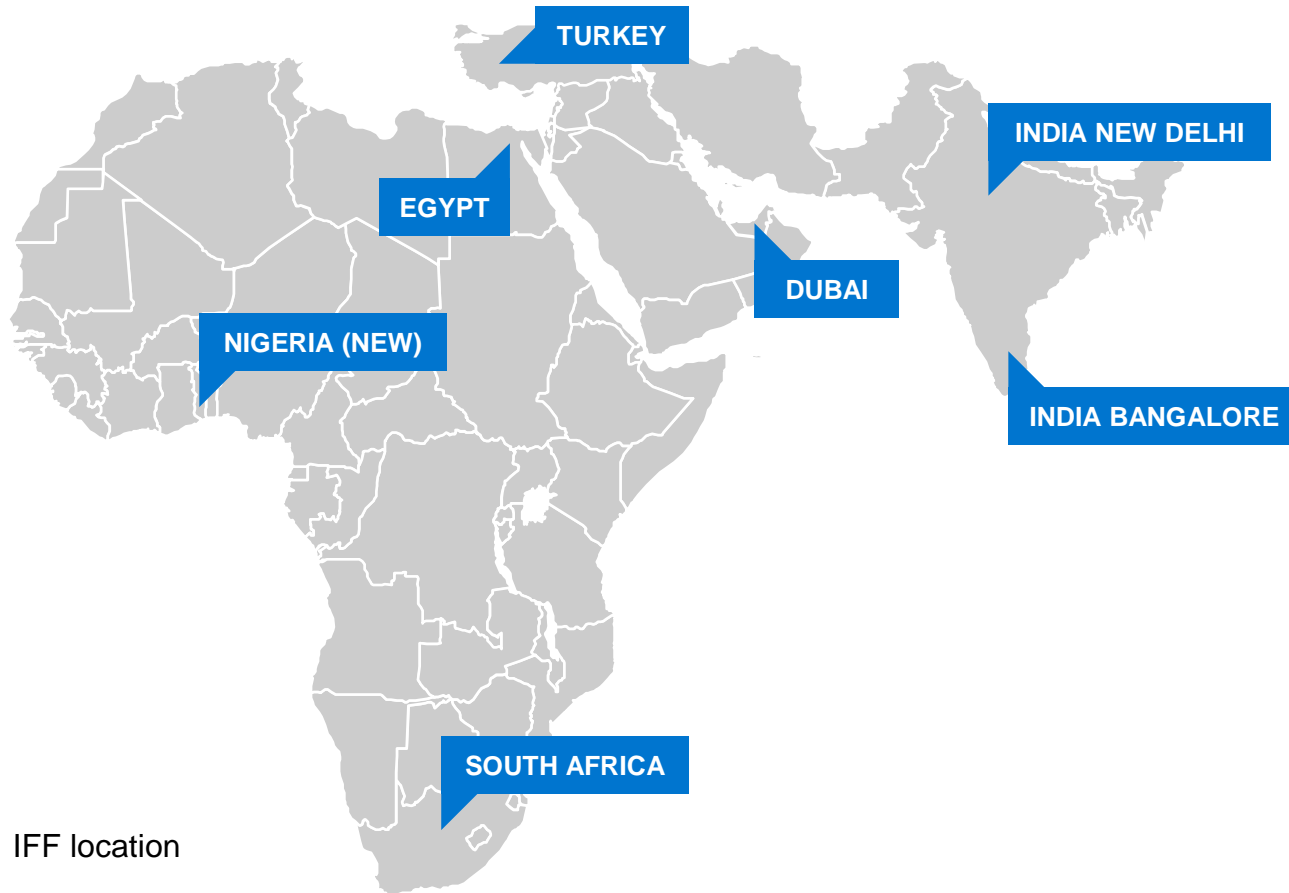 TURKEY
INDIA NEW DELHI
EGYPT
DUBAI
NIGERIA (NEW)
INDIA BANGALORE
SOUTH AFRICA
IFF location